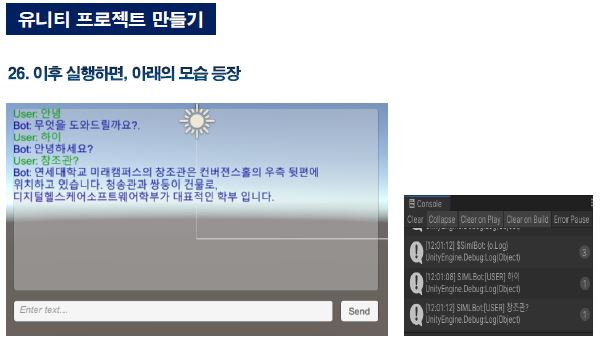 유니티 프로젝트 만들기
26. 이후 실행하면, 아래의 모습 등장
User: 안녕
Bot: 무엇을 도와드릴까요?.
User: 하이
Bot: 안녕하세요?
User: 창조관?
Bot: 연세대학교 미래캠퍼스의 창조관은 컨버젼스홀의 우측 뒷편에
위치하고 있습니다. 청송관과 쌍둥이 건물로,
디지털헬스케어소프트웨어학부가 대표적인 학부 입니다.
Enter text...
Send
Console
Clear Collapse Clear on Play Clear on Build Error Pause
UnityEngine.Debug:Log(Object)
[12:01:12] $SimlBot: {o.Log}
UnityEngine.Debug:Log(Object)
3
[12:01:08] SIMLBot:[USER] 하이
UnityEngine.Debug:Log(Object)
1
[12:01:12] SIMLBot:[USER] 창조관?
UnityEngine.Debug:Log(Object)
1